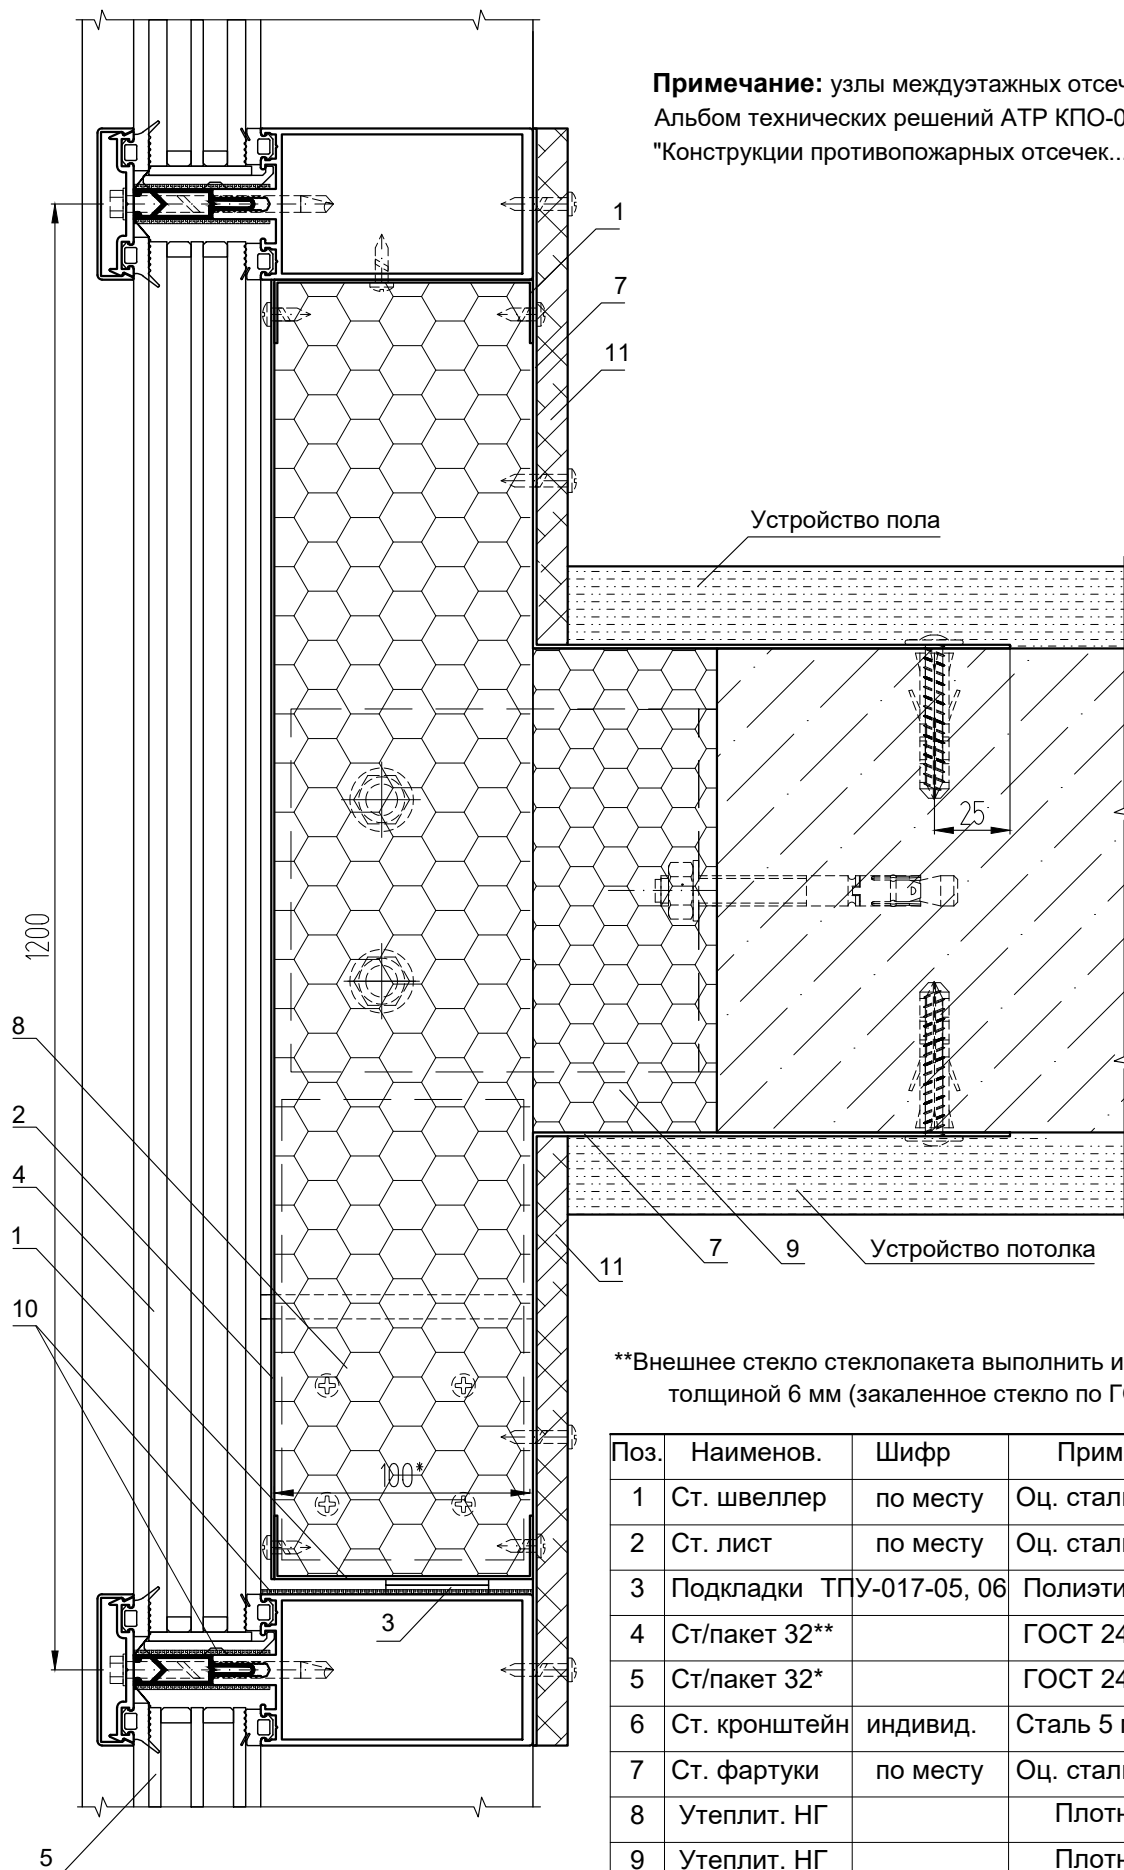 Примечание: узлы междуэтажных отсеч
Альбом технических решений АТР КПО-0
"Конструкции противопожарных отсечек...
1
7
11
Устройство пола
25
1200
8
2
4
1
10
7
9
Устройство потолка
11
**Внешнее стекло стеклопакета выполнить и
толщиной 6 мм (закаленное стекло по Г
100*
3
5
Поз. Наименов. Шифр Прим
1 Ст. швеллер по месту Оц. стал
2 Ст. лист по месту Оц. стал
3 Подкладки ТПУ-017-05, 06 Полиэти
4 Ст/пакет 32** ГОСТ 24
5 Ст/пакет 32* ГОСТ 24
6 Ст. кронштейн индивид. Сталь 5
7 Ст. фартуки по месту Оц. стал
8 Утеплит. НГ Плотн
9 Утеплит. НГ Плотн